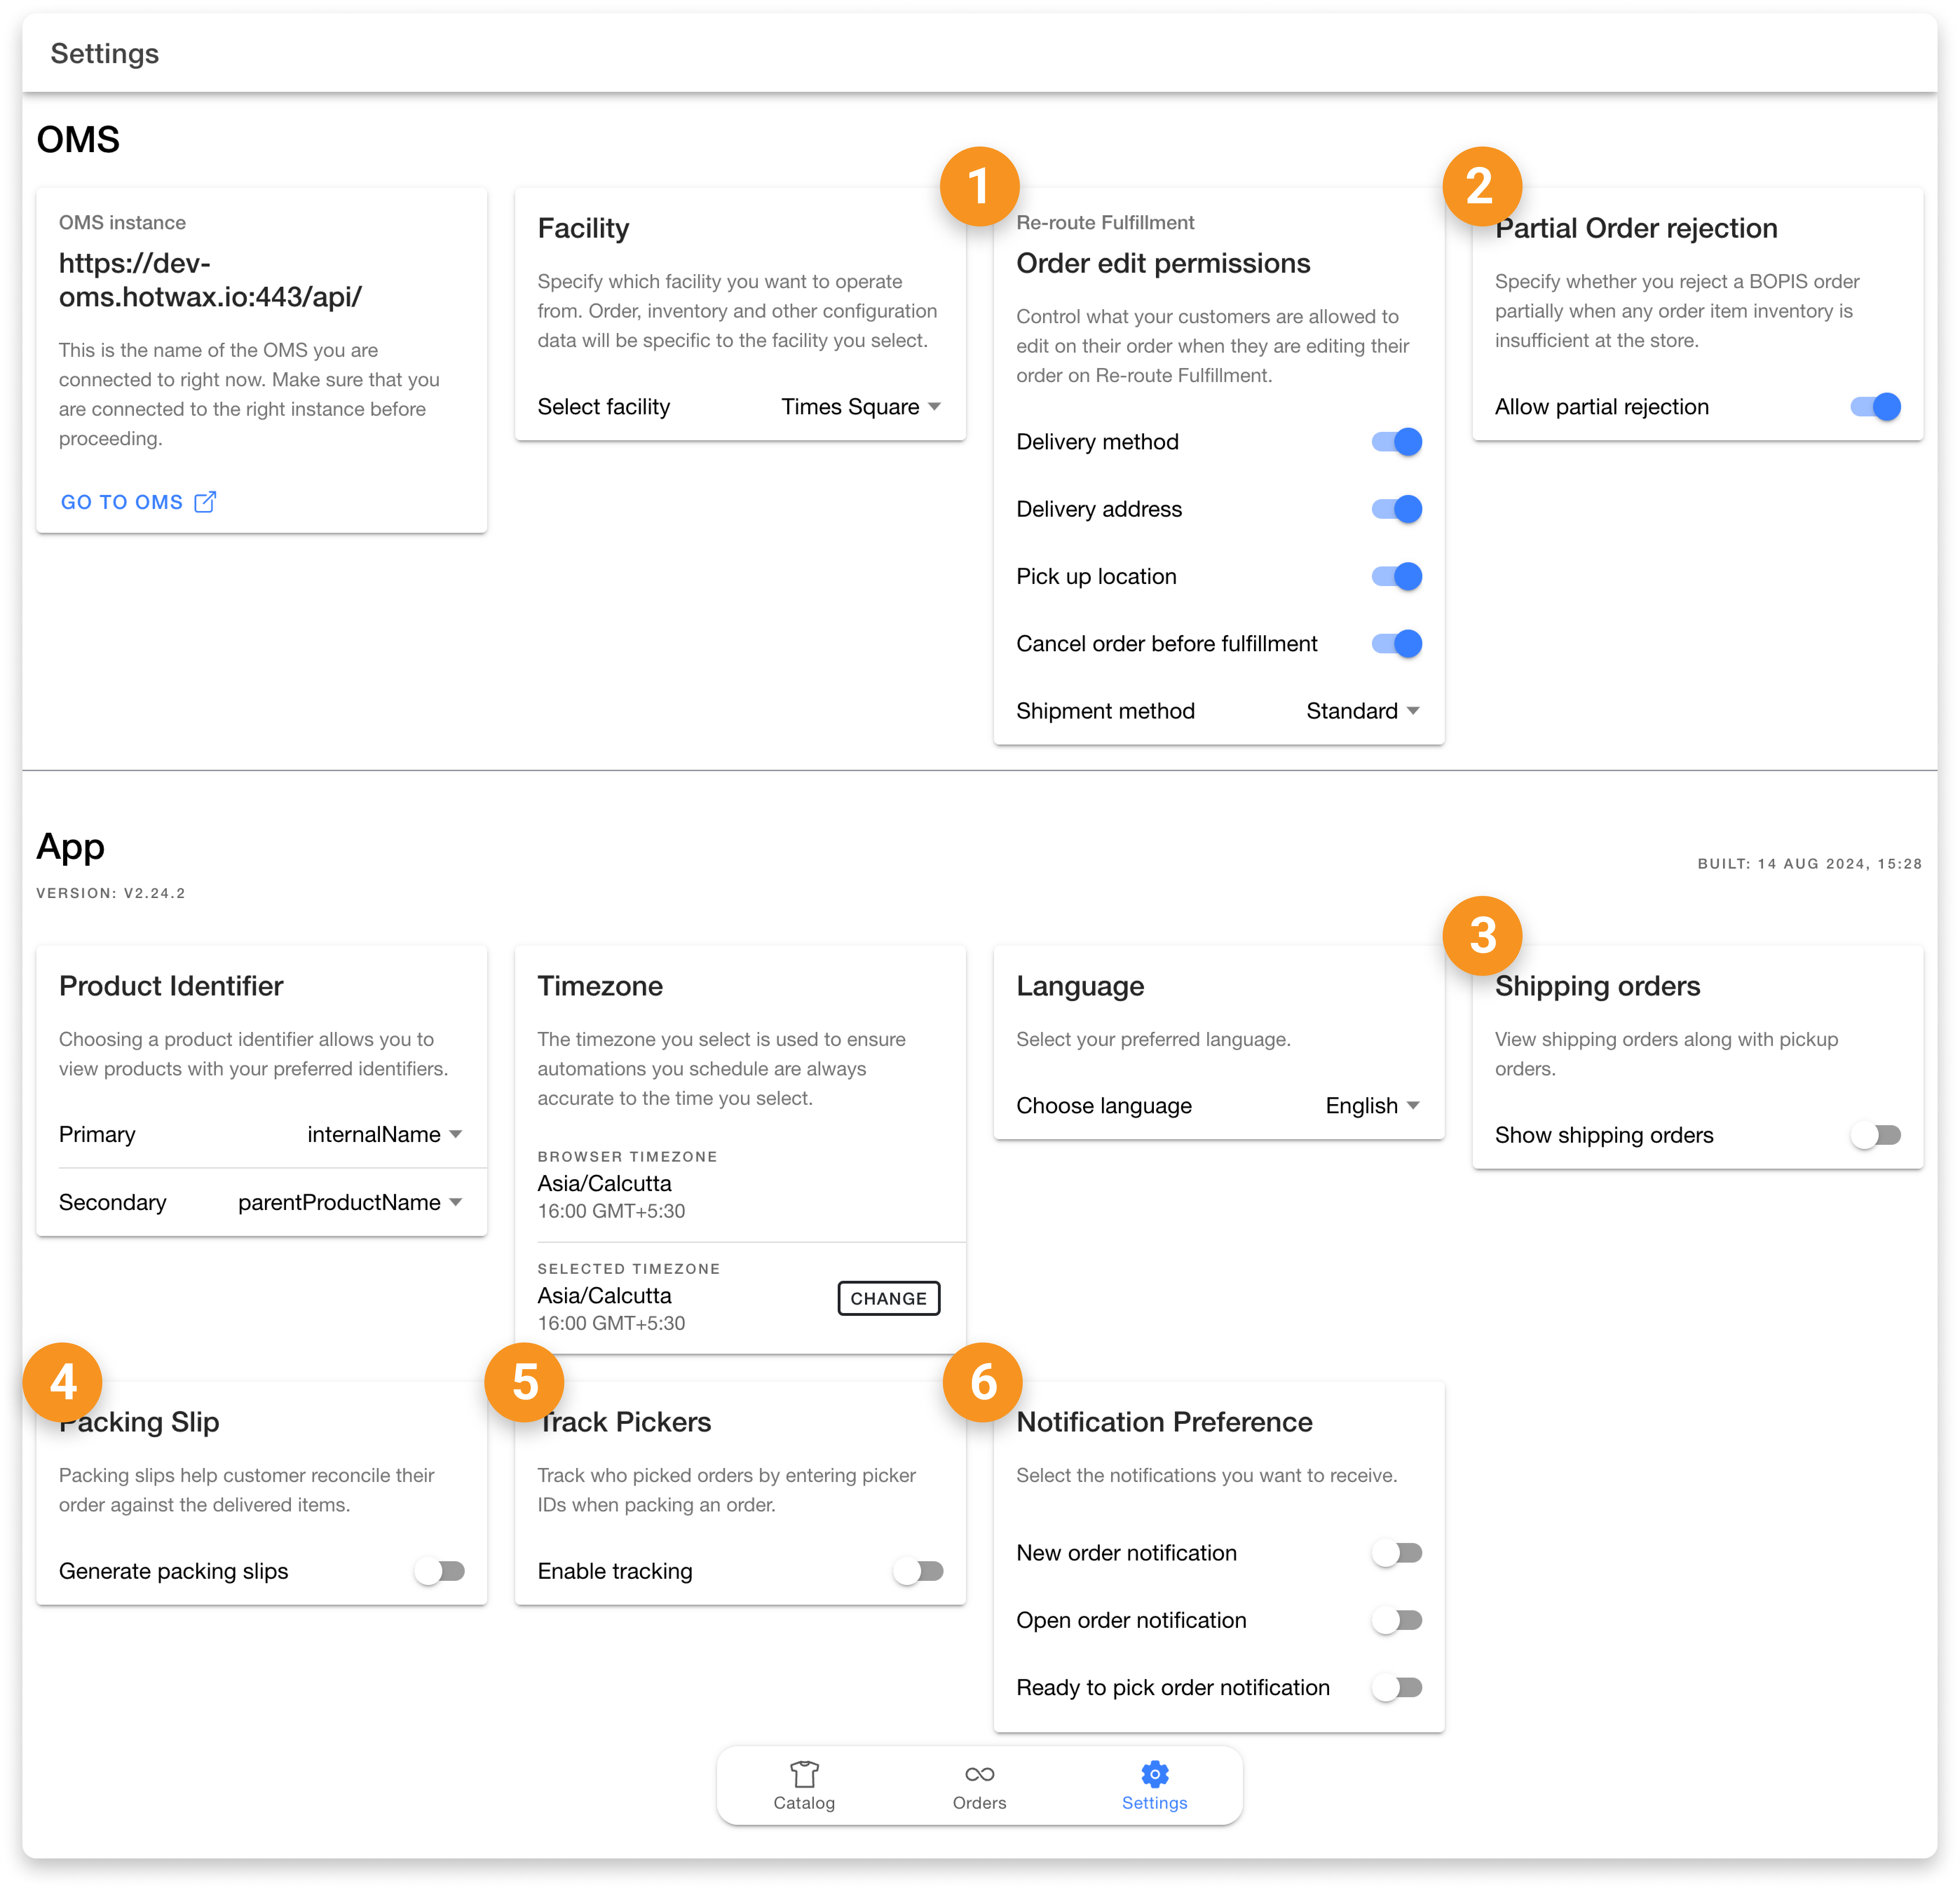 Settings
OMS
OMS instance
https://dev-
oms.hotwax.io:443/api/
This is the name of the OMS you are
connected to right now. Make sure that you
are connected to the right instance before
proceeding.
GO TO OMS
Facility
Specify which facility you want to operate
from. Order, inventory and other configuration
data will be specific to the facility you select.
Select facility
Times Square
1
Re-route Fulfillment
Order edit permissions
Control what your customers are allowed to
edit on their order when they are editing their
order on Re-route Fulfillment.
Delivery method
Delivery address
Pick up location
Cancel order before fulfillment
Shipment method
Standard
2
Partial Order rejection
Specify whether you reject a BOPIS order
partially when any order item inventory is
insufficient at the store.
Allow partial rejection
App
VERSION: V2.24.2
BUILT: 14 AUG 2024, 15:28
Product Identifier
Choosing a product identifier allows you to
view products with your preferred identifiers.
Primary
internalName
Secondary
parentProductName
Timezone
The timezone you select is used to ensure
automations you schedule are always
accurate to the time you select.
BROWSER TIMEZONE
Asia/Calcutta
16:00 GMT+5:30
SELECTED TIMEZONE
Asia/Calcutta
16:00 GMT+5:30
CHANGE
Language
Select your preferred language.
Choose language
English
3
Shipping orders
View shipping orders along with pickup
orders.
Show shipping orders
4
Packing Slip
Packing slips help customer reconcile their
order against the delivered items.
Generate packing slips
5
Track Pickers
Track who picked orders by entering picker
IDs when packing an order.
Enable tracking
6
Notification Preference
Select the notifications you want to receive.
New order notification
Open order notification
Ready to pick order notification
Catalog
Orders
Settings